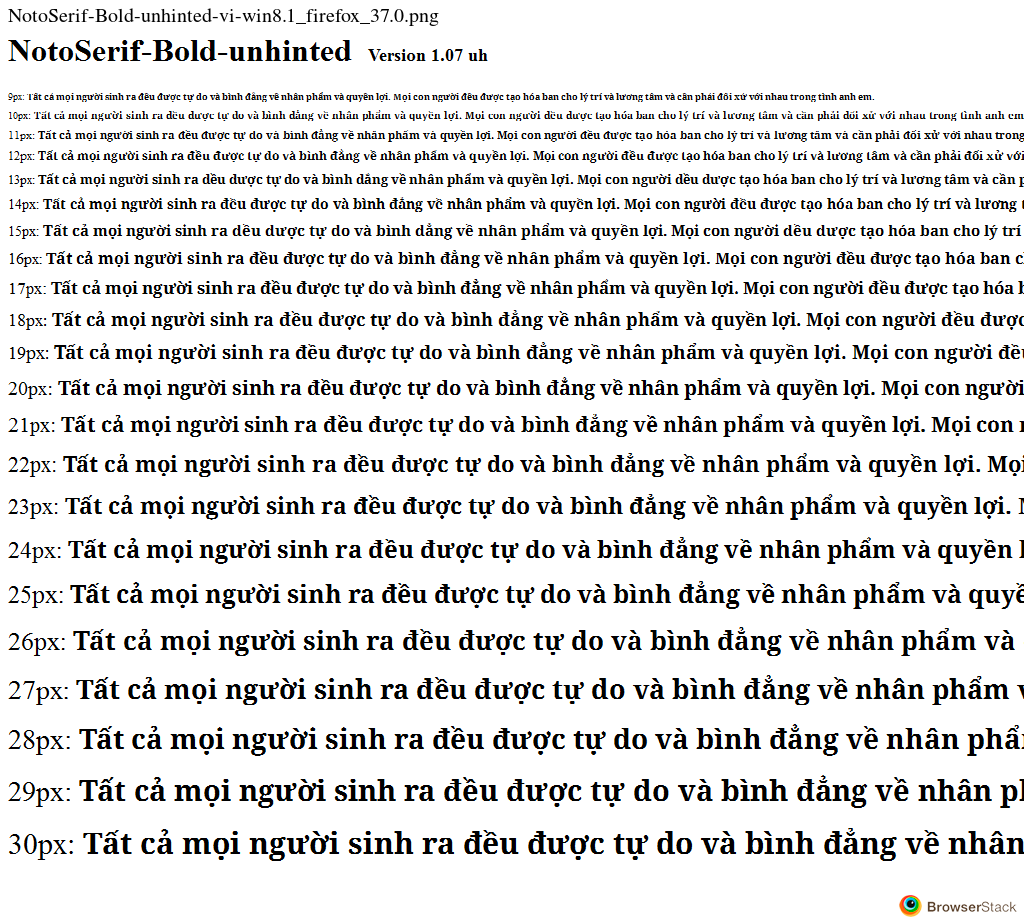 NotoSerif-Bold-unhinted-vi-win8.1_firefox_37.0.png
NotoSerif-Bold-unhinted Version 1.07 uh
9px: Tất cả mọi người sinh ra đều được tự do và bình đẳng về nhân phẩm và quyền lợi. Mọi con người đều được tạo hóa ban cho lý trí và lương tâm và cần phải đối xử với nhau trong tình anh em.
10px: Tất cả mọi người sinh ra đều được tự do và bình đẳng về nhân phẩm và quyền lợi. Mọi con người đều được tạo hóa ban cho lý trí và lương tâm và cần phải đối xử với nhau trong tình anh em
11px: Tất cả mọi người sinh ra đều được tự do và bình đẳng về nhân phẩm và quyền lợi. Mọi con người đều được tạo hóa ban cho lý trí và lương tâm và cần phải đối xử với nhau trong
12px: Tất cả mọi người sinh ra đều được tự do và bình đẳng về nhân phẩm và quyền lợi. Mọi con người đều được tạo hóa ban cho lý trí và lương tâm và cần phải đối xử với
13px: Tất cả mọi người sinh ra đều được tự do và bình đẳng về nhân phẩm và quyền lợi. Mọi con người đều được tạo hóa ban cho lý trí và lương tâm và cần
14px: Tất cả mọi người sinh ra đều được tự do và bình đẳng về nhân phẩm và quyền lợi. Mọi con người đều được tạo hóa ban cho lý trí và lương
15px: Tất cả mọi người sinh ra đều được tự do và bình đẳng về nhân phẩm và quyền lợi. Mọi con người đều được tạo hóa ban cho lý trí
16px: Tất cả mọi người sinh ra đều được tự do và bình đẳng về nhân phẩm và quyền lợi. Mọi con người đều được tạo hóa ban
17px: Tất cả mọi người sinh ra đều được tự do và bình đẳng về nhân phẩm và quyền lợi. Mọi con người đều được tạo hóa
18px: Tất cả mọi người sinh ra đều được tự do và bình đẳng về nhân phẩm và quyền lợi. Mọi con người đều được
19px: Tất cả mọi người sinh ra đều được tự do và bình đẳng về nhân phẩm và quyền lợi. Mọi con người đều
20px: Tất cả mọi người sinh ra đều được tự do và bình đẳng về nhân phẩm và quyền lợi. Mọi con người
21px: Tất cả mọi người sinh ra đều được tự do và bình đẳng về nhân phẩm và quyền lợi. Mọi con
22px: Tất cả mọi người sinh ra đều được tự do và bình đẳng về nhân phẩm và quyền lợi. Mọi
23px: Tất cả mọi người sinh ra đều được tự do và bình đẳng về nhân phẩm và quyền lợi.
24px: Tất cả mọi người sinh ra đều được tự do và bình đẳng về nhân phẩm và quyền
25px: Tất cả mọi người sinh ra đều được tự do và bình đẳng về nhân phẩm và quyề
26px: Tất cả mọi người sinh ra đều được tự do và bình đẳng về nhân phẩm và
27px: Tất cả mọi người sinh ra đều được tự do và bình đẳng về nhân phẩm
28px: Tất cả mọi người sinh ra đều được tự do và bình đẳng về nhân phẩ
29px: Tất cả mọi người sinh ra đều được tự do và bình đẳng về nhân
30px: Tất cả mọi người sinh ra đều được tự do và bình đẳng về nhân
BrowserStack